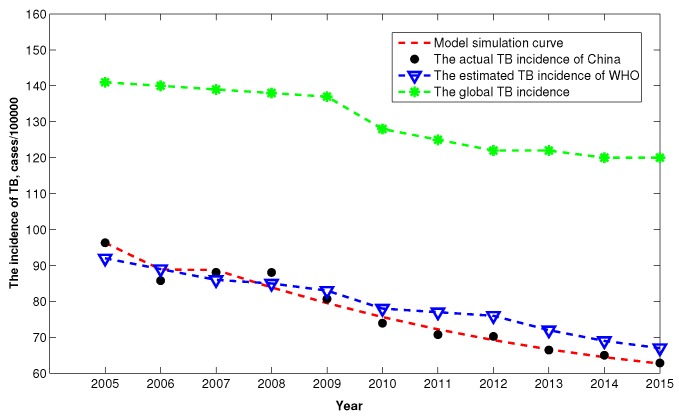 160
150
140
130
120
110
100
90
80
70
60
The incidence of TB, cases/100000
Model simulation curve
The actual TB incidence of China
The estimated TB incidence of WHO
The global TB incidence
2005 2006 2007 2008 2009 2010 2011 2012 2013 2014 2015
Year